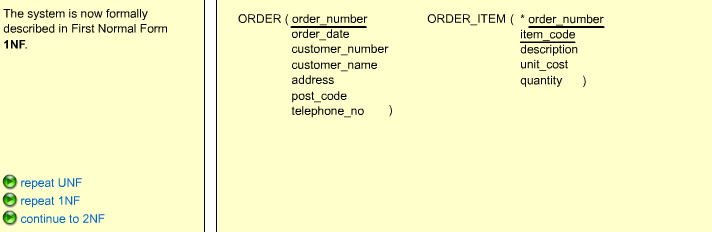 The system is now formally
described in First Normal Form
1NF.
repeat UNF
repeat 1NF
continue to 2NF
ORDER ( order_number
order_date
customer_number
customer_name
address
post_code
telephone_no )
ORDER_ITEM ( * order_number
item_code
description
unit_cost
quantity )